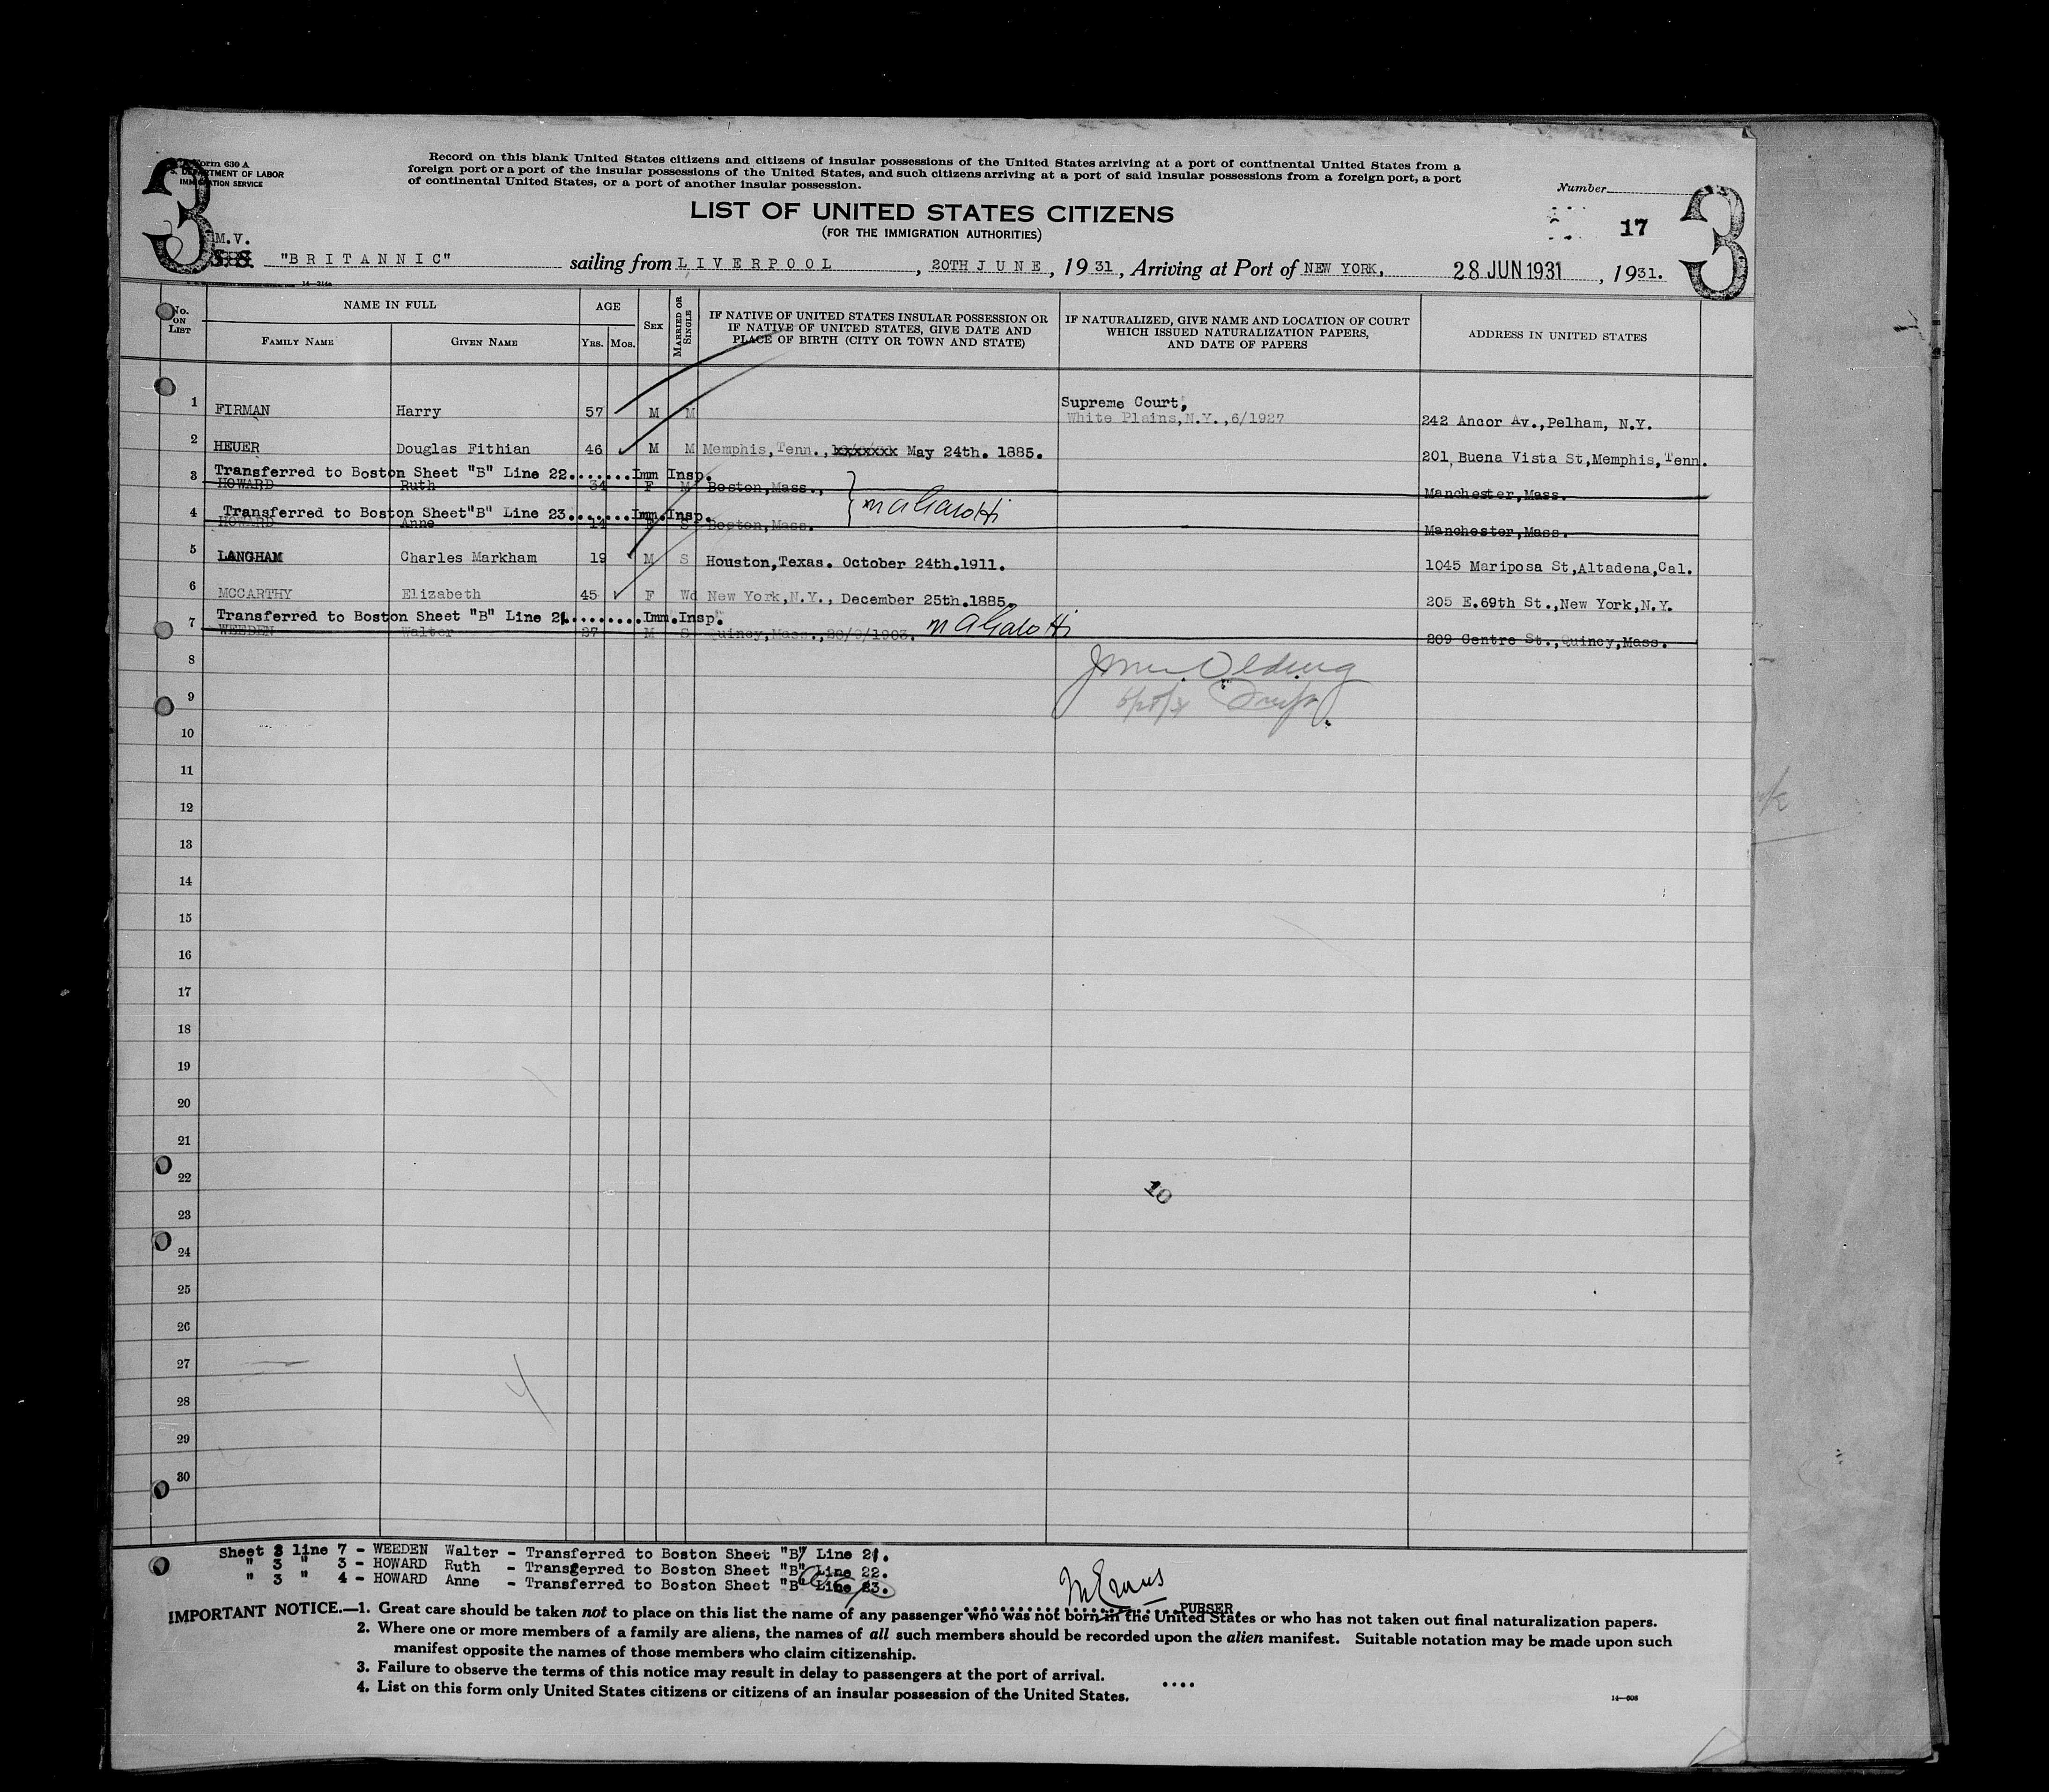 Form 630 A
DEPARTMENT OF LABOR
IMMIGRATION SERVICE
3
Record on this blank United States citizens and citizens of insular possessions of the United States arriving at a port of continental United States from a
foreign port or a port of the insular possessions of the United States, and such citizens arriving at a port of said insular possessions from a foreign port, a port
of continental United States, or a port of another insular possession.
Number
LIST OF UNITED STATES CITIZENS
(FOR THE IMMIGRATION AUTHORITIES)
17
3
M.V.
S. S. "BRITANNIC" sailing from LIVERPOOL, 20TH JUNE, 1931, Arriving at Port of NEW YORK, 28 JUN 1931, 1931.
No. ON LIST
NAME IN FULL
FAMILY NAME
GIVEN NAME
AGE
YRS.
MOS.
SEX
MARRIED OR SINGLE
IF NATIVE OF UNITED STATES INSULAR POSSESSION OR
IF NATIVE OF UNITED STATES, GIVE DATE AND
PLACE OF BIRTH (CITY OR TOWN AND STATE)
IF NATURALIZED, GIVE NAME AND LOCATION OF COURT
WHICH ISSUED NATURALIZATION PAPERS,
AND DATE OF PAPERS
ADDRESS IN UNITED STATES
1 FIRMAN Harry 57 M M Supreme Court,
White Plains,N.Y.,6/1927 242 Ancor Av.,Pelham, N.Y.
2 HEUER Douglas Fithian 46 M M Memphis,Tenn., May 24th. 1885. 201, Buena Vista St,Memphis,Tenn.
Transferred to Boston Sheet "B" Line 22.......Imm Insp.
3 HOWARD Ruth 34 F M Boston,Mass., Manchester,Mass.
Transferred to Boston Sheet"B" Line 23.......Imm.Insp.
4 HOWARD Anne 14 F S Boston,Mass. Manchester,Mass.
5 LANGHAM Charles Markham 19 M S Houston,Texas. October 24th.1911. 1045 Mariposa St,Altadena,Cal.
6 MCCARTHY Elizabeth 45 F Wd New York,N.Y., December 25th.1885. 205 E.69th St.,New York,N.Y.
Transferred to Boston Sheet "B" Line 21.........Imm.Insp.
7 WEEDEN Walter 27 M S Quincy,Mass., 209 Centre St.,Quincy,Mass.
8
9
10
11
12
13
14
15
16
17
18
19
20
21
22
10
23
24
25
26
27
28
29
30
Sheet 3 line 7 - WEEDEN Walter - Transferred to Boston Sheet "B" Line 21.
" 3 " 3 - HOWARD Ruth - Transgerred to Boston Sheet "B" Line 22.
" 3 " 4 - HOWARD Anne - Transferred to Boston Sheet "B" Line 23.
PURSER.
IMPORTANT NOTICE.—1. Great care should be taken not to place on this list the name of any passenger who was not born in the United States or who has not taken out final naturalization papers.
2. Where one or more members of a family are aliens, the names of all such members should be recorded upon the alien manifest. Suitable notation may be made upon such
manifest opposite the names of those members who claim citizenship.
3. Failure to observe the terms of this notice may result in delay to passengers at the port of arrival.
4. List on this form only United States citizens or citizens of an insular possession of the United States.
14—608